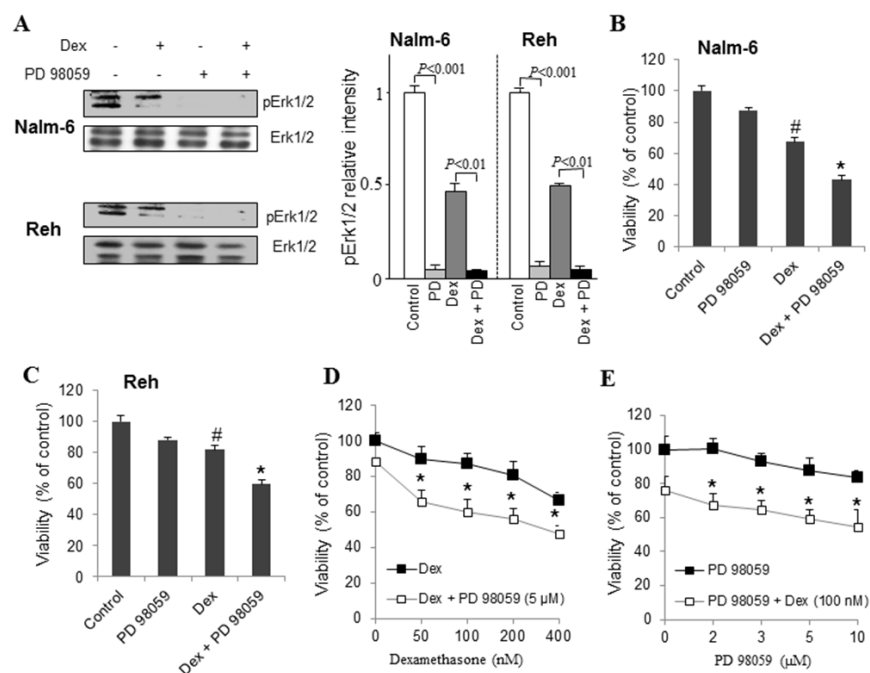 A
Dex - + - +
PD 98059 - - + +
Nalm-6
pErk1/2
Erk1/2
Reh
pErk1/2
Erk1/2
Nalm-6 Reh
pErk1/2 relative intensity
1
0.5
0
P<0.001
P<0.01
P<0.001
P<0.01
Control
PD
Dex
Dex + PD
Control
PD
Dex
Dex + PD
B
Nalm-6
Viability (% of control)
120
100
80
60
40
20
0
#
*
Control
PD 98059
Dex
Dex + PD 98059
C
Reh
Viability (% of control)
120
100
80
60
40
20
0
#
*
Control
PD 98059
Dex
Dex + PD 98059
D
Viability (% of control)
120
100
80
60
40
20
0
* * * *
Dex
Dex + PD 98059 (5 µM)
0 50 100 200 400
Dexamethasone (nM)
E
Viability (% of control)
120
100
80
60
40
20
0
* * * *
PD 98059
PD 98059 + Dex (100 nM)
0 2 3 5 10
PD 98059 (µM)